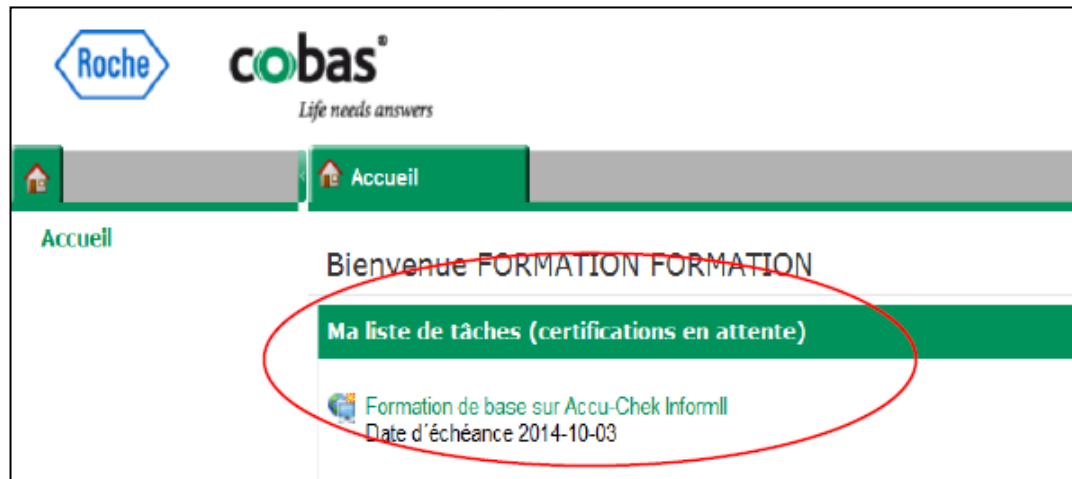 Roche
cobas®
Life needs answers
Accueil
Accueil
Bienvenue FORMATION FORMATION
Ma liste de tâches (certifications en attente)
Formation de base sur Accu-Chek InformII
Date d´échéance 2014-10-03